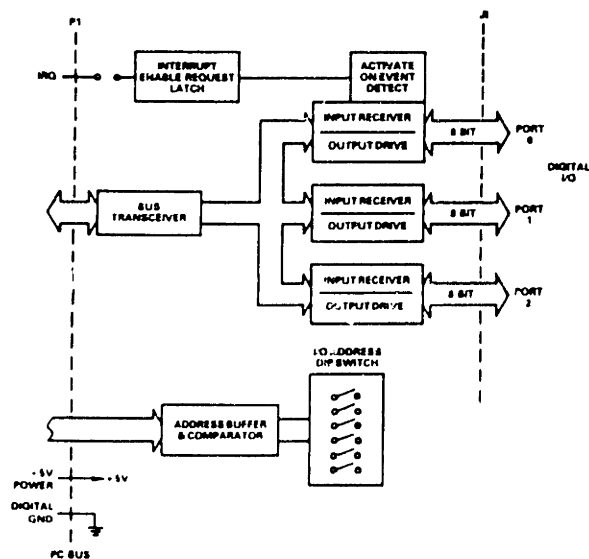 P1
J1
IRQ
INTERRUPT
ENABLE REQUEST
LATCH
ACTIVATE
ON EVENT
DETECT
INPUT RECEIVER
OUTPUT DRIVE
8 BIT
PORT
0
DIGITAL
I/O
BUS
TRANSCEIVER
INPUT RECEIVER
OUTPUT DRIVE
8 BIT
PORT
1
INPUT RECEIVER
OUTPUT DRIVE
8 BIT
PORT
2
I/O ADDRESS
DIP SWITCH
ADDRESS BUFFER
& COMPARATOR
+5V
POWER
+5V
DIGITAL
GND
PC BUS